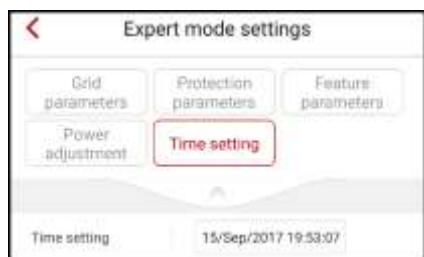 Expert mode settings
Grid
parameters
Protection
parameters
Feature
parameters
Power
adjustment
Time setting
Time setting
15/Sep/2017 19:53:07